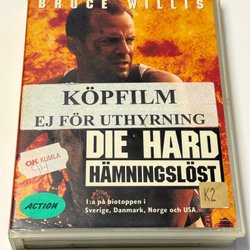 BRUCE WILLIS
KÖPFILM
EJ FÖR UTHYRNING
DIE HARD
HÄMNINGSLÖST
1:a på biotoppen i
Sverige, Danmark, Norge och USA.
OK KUMLA
ACTION
K2